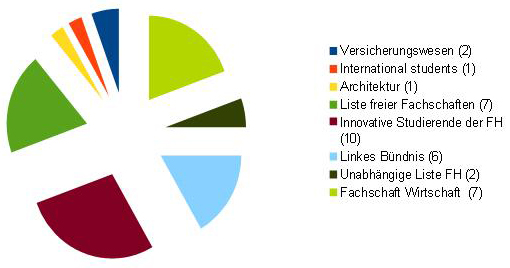 Versicherungswesen (2)
International students (1)
Architektur (1)
Liste freier Fachschaften (7)
Innovative Studierende der FH
(10)
Linkes Bündnis (6)
Unabhängige Liste FH (2)
Fachschaft Wirtschaft (7)